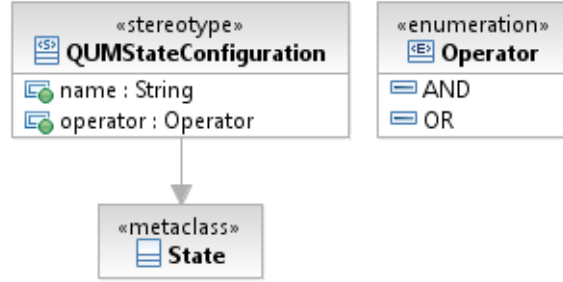 «stereotype»
QUMStateConfiguration
name : String
operator : Operator
«enumeration»
Operator
AND
OR
«metaclass»
State